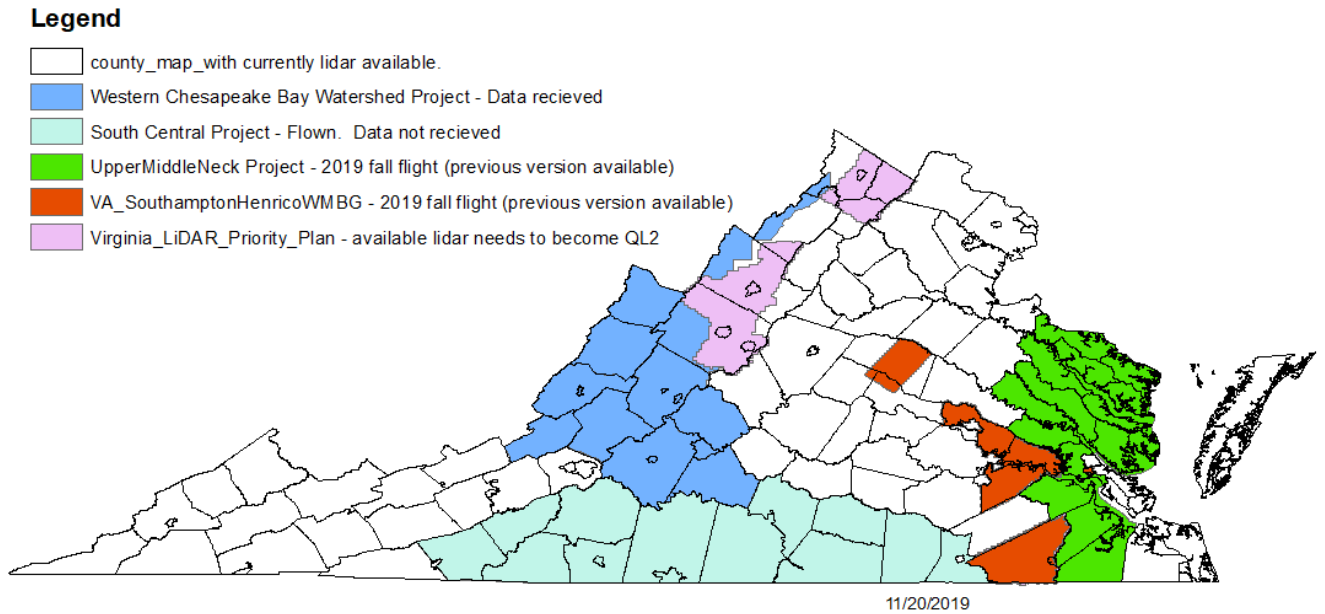 Legend
county_map_with currently lidar available.
Western Chesapeake Bay Watershed Project - Data recieved
South Central Project - Flown.  Data not recieved
UpperMiddleNeck Project - 2019 fall flight (previous version available)
VA_SouthamptonHenricoWMBG - 2019 fall flight (previous version available)
Virginia_LiDAR_Priority_Plan - available lidar needs to become QL2
11/20/2019